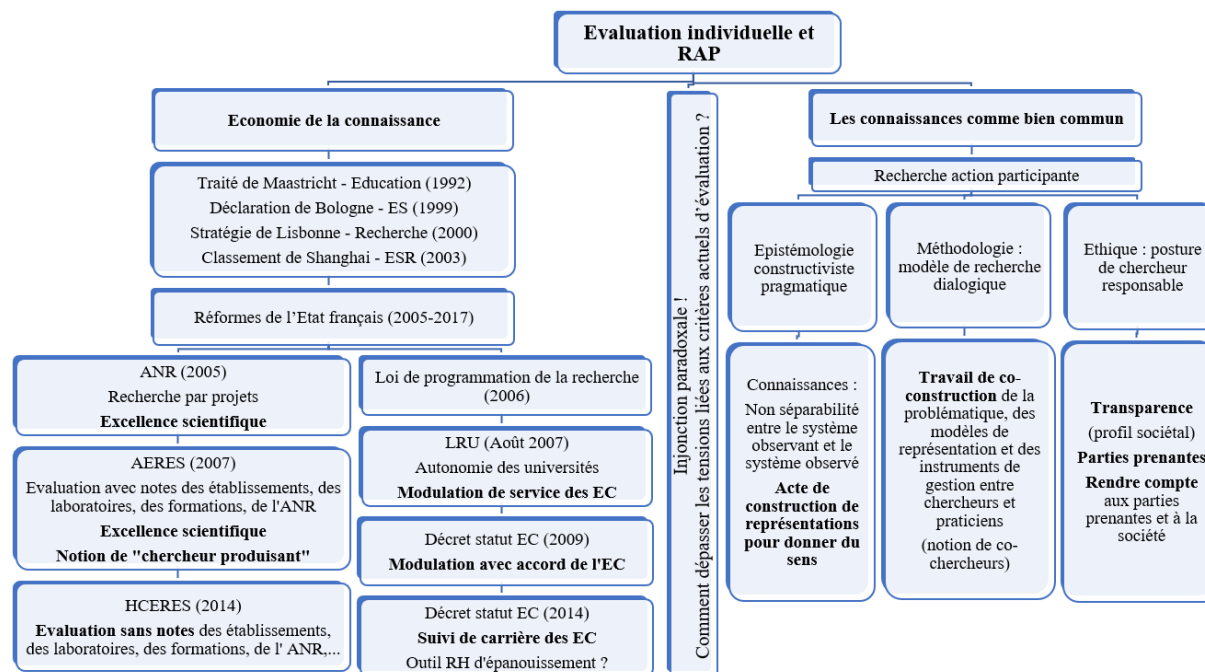 Evaluation individuelle et
RAP
Economie de la connaissance
Traité de Maastricht - Education (1992)
Déclaration de Bologne - ES (1999)
Stratégie de Lisbonne - Recherche (2000)
Classement de Shanghai - ESR (2003)
Réformes de l’Etat français (2005-2017)
ANR (2005)
Recherche par projets
Excellence scientifique
AERES (2007)
Evaluation avec notes des établissements, des
laboratoires, des formations, de l'ANR
Excellence scientifique
Notion de "chercheur produisant"
HCERES (2014)
Evaluation sans notes des établissements,
des laboratoires, des formations, de l' ANR,...
Loi de programmation de la recherche
(2006)
LRU (Août 2007)
Autonomie des universités
Modulation de service des EC
Décret statut EC (2009)
Modulation avec accord de l'EC
Décret statut EC (2014)
Suivi de carrière des EC
Outil RH d'épanouissement ?
Injonction paradoxale !
Comment dépasser les tensions liées aux critères actuels d’évaluation ?
Les connaissances comme bien commun
Recherche action participante
Epistémologie
constructiviste
pragmatique
Connaissances :
Non séparabilité
entre le système
observant et le
système observé
Acte de
construction de
représentations
pour donner du
sens
Méthodologie :
modèle de recherche
dialogique
Travail de co-
construction de la
problématique, des
modèles de
représentation et des
instruments de
gestion entre
chercheurs et
praticiens
(notion de co-
chercheurs)
Ethique : posture
de chercheur
responsable
Transparence
(profil sociétal)
Parties prenantes
Rendre compte
aux parties
prenantes et à la
société